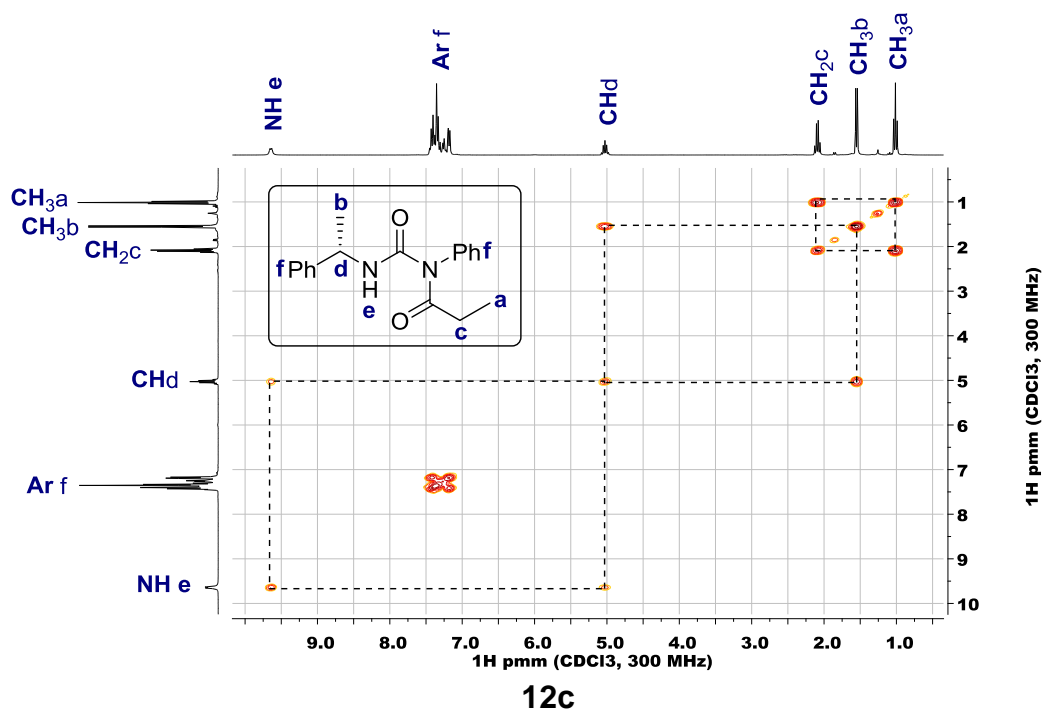 NH e
Ar f
CHd
CH2c
CH3b
CH3a
CH3a
CH3b
CH2c
CHd
Ar f
NH e
b
O
f Ph
d
N
H
e
N
Ph f
O
a
c
1
2
3
4
5
6
7
8
9
10
1H pmm (CDCl3, 300 MHz)
9.0 8.0 7.0 6.0 5.0 4.0 3.0 2.0 1.0
1H pmm (CDCl3, 300 MHz)
12c